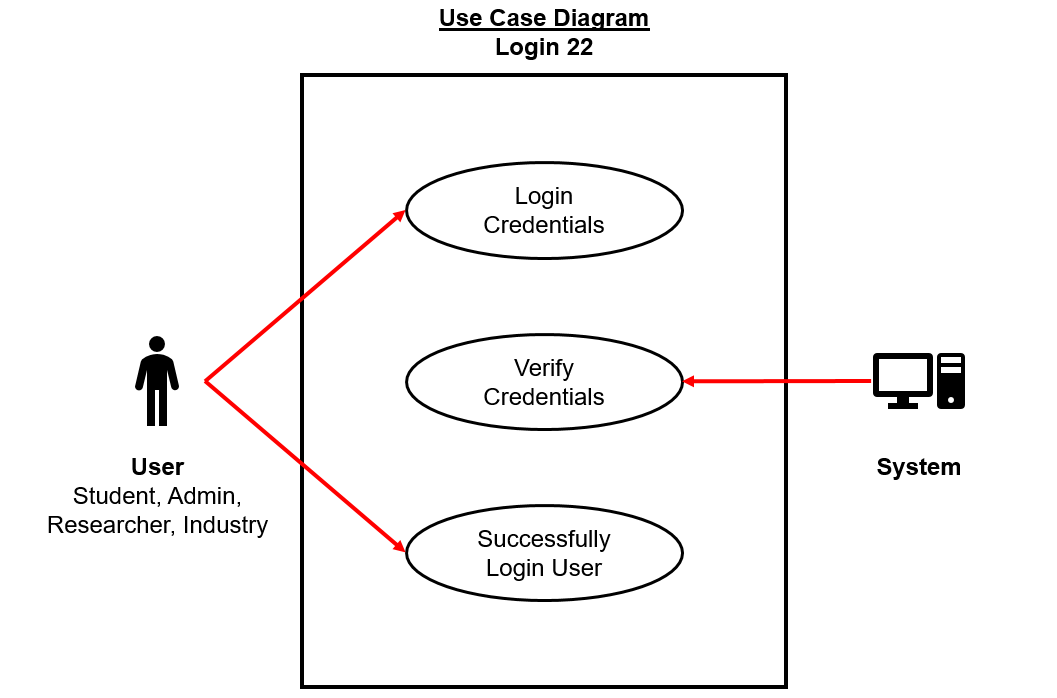 Use Case Diagram
Login 22
Login
Credentials
Verify
Credentials
User
Student, Admin,
Researcher, Industry
System
Successfully
Login User